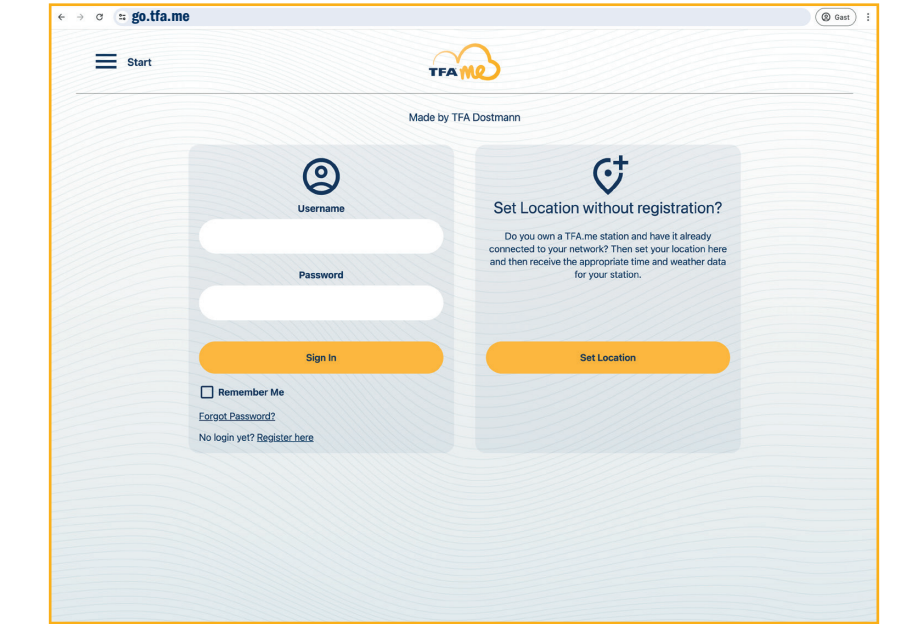 go.tfa.me
Gast
Start
TFA me
Made by TFA Dostmann
Username
Password
Sign In
Remember Me
Forgot Password?
No login yet? Register here
Set Location without registration?
Do you own a TFA.me station and have it already
connected to your network? Then set your location here
and then receive the appropriate time and weather data
for your station.
Set Location